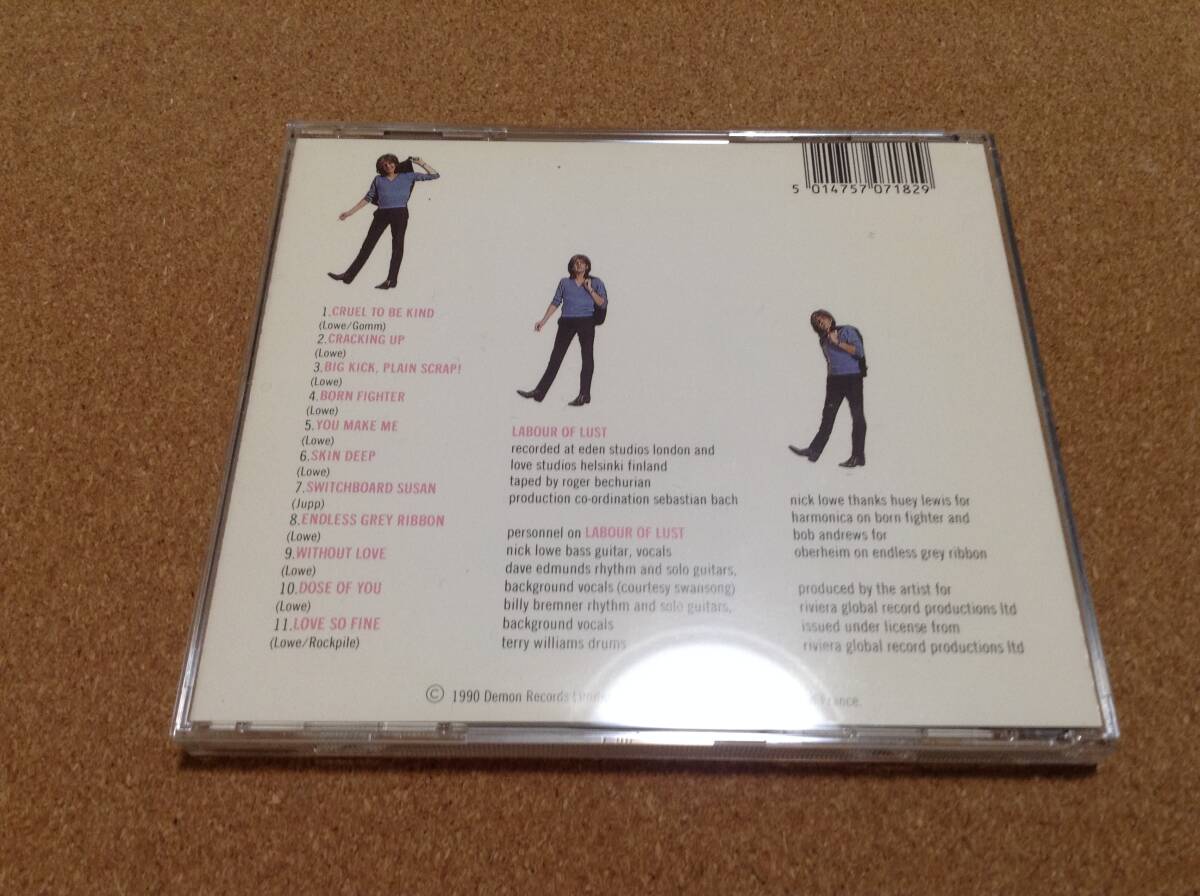 5 014757 071829
1.CRUEL TO BE KIND
(Lowe/Gomm)
2.CRACKING UP
(Lowe)
3.BIG KICK, PLAIN SCRAP!
(Lowe)
4.BORN FIGHTER
(Lowe)
5.YOU MAKE ME
(Lowe)
6.SKIN DEEP
(Lowe)
7.SWITCHBOARD SUSAN
(Jupp)
8.ENDLESS GREY RIBBON
(Lowe)
9.WITHOUT LOVE
(Lowe)
10.DOSE OF YOU
(Lowe)
11.LOVE SO FINE
(Lowe/Rockpile)
LABOUR OF LUST
recorded at eden studios london and
love studios helsinki finland
taped by roger bechurian
production co-ordination sebastian bach
personnel on LABOUR OF LUST
nick lowe bass guitar, vocals
dave edmunds rhythm and solo guitars,
background vocals (courtesy swansong)
billy bremner rhythm and solo guitars,
background vocals
terry williams drums
nick lowe thanks huey lewis for
harmonica on born fighter and
bob andrews for
oberheim on endless grey ribbon
produced by the artist for
riviera global record productions ltd
issued under license from
riviera global record productions ltd
© 1990 Demon Records France.